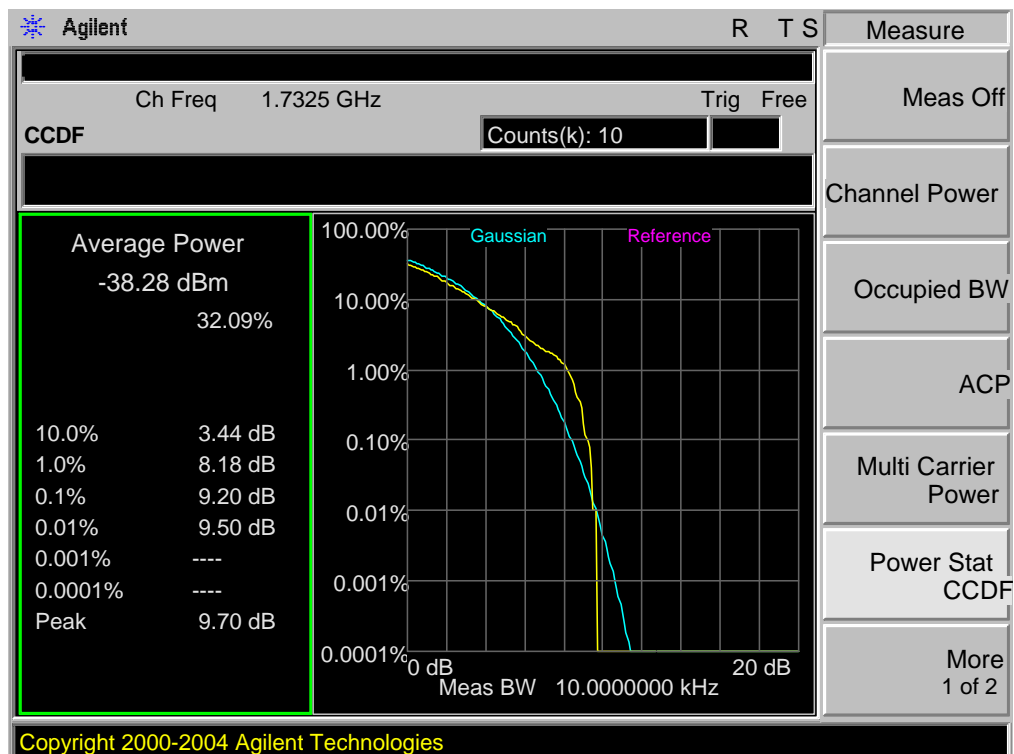 Agilent
R T S
Measure
Ch Freq 1.7325 GHz
Trig Free
CCDF
Counts(k): 10
Average Power
-38.28 dBm
32.09%
10.0% 3.44 dB
1.0% 8.18 dB
0.1% 9.20 dB
0.01% 9.50 dB
0.001% ----
0.0001% ----
Peak 9.70 dB
Gaussian
Reference
100.00%
10.00%
1.00%
0.10%
0.01%
0.001%
0.0001%
0 dB
20 dB
Meas BW 10.0000000 kHz
Meas Off
Channel Power
Occupied BW
ACP
Multi Carrier
Power
Power Stat
CCDF
More
1 of 2
Copyright 2000-2004 Agilent Technologies